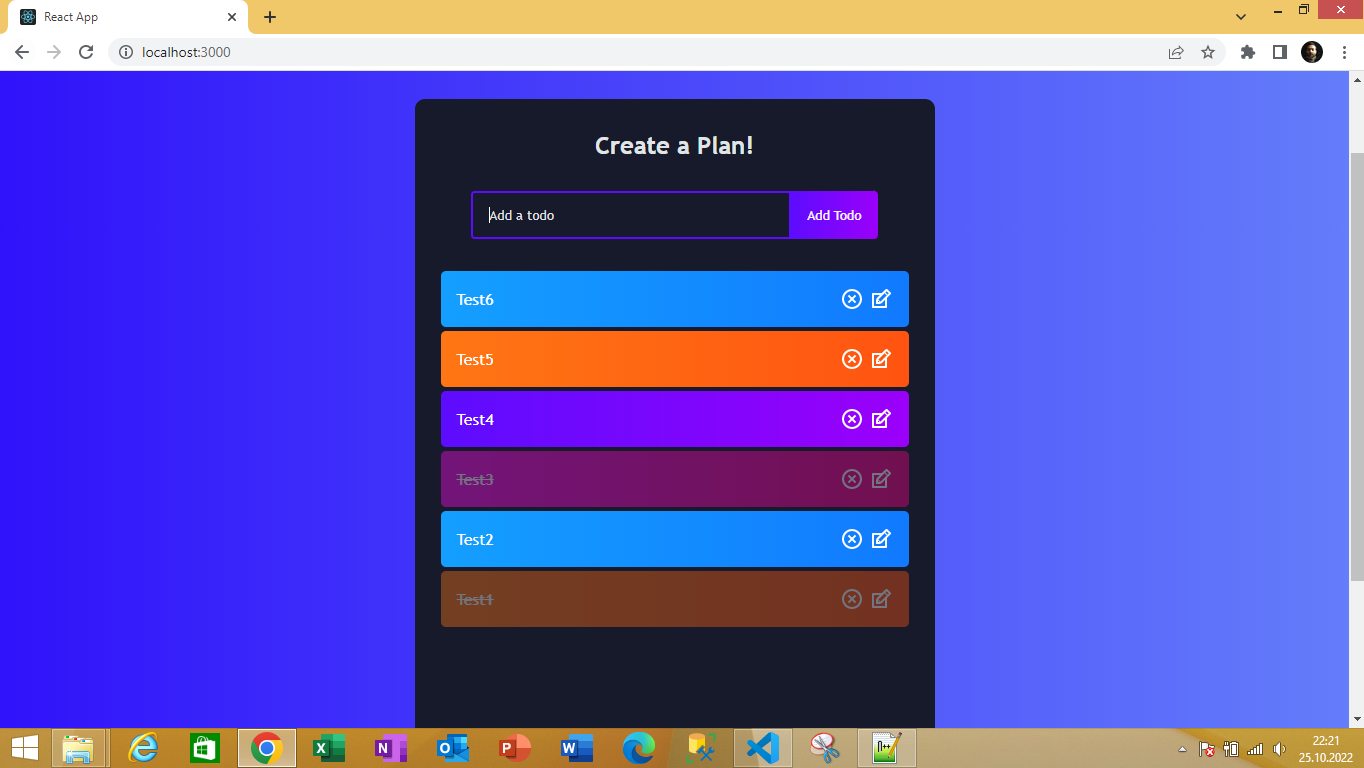 React App
localhost:3000
Create a Plan!
Add a todo
Add Todo
Test6
Test5
Test4
Test3
Test2
Test1
22:21
25.10.2022